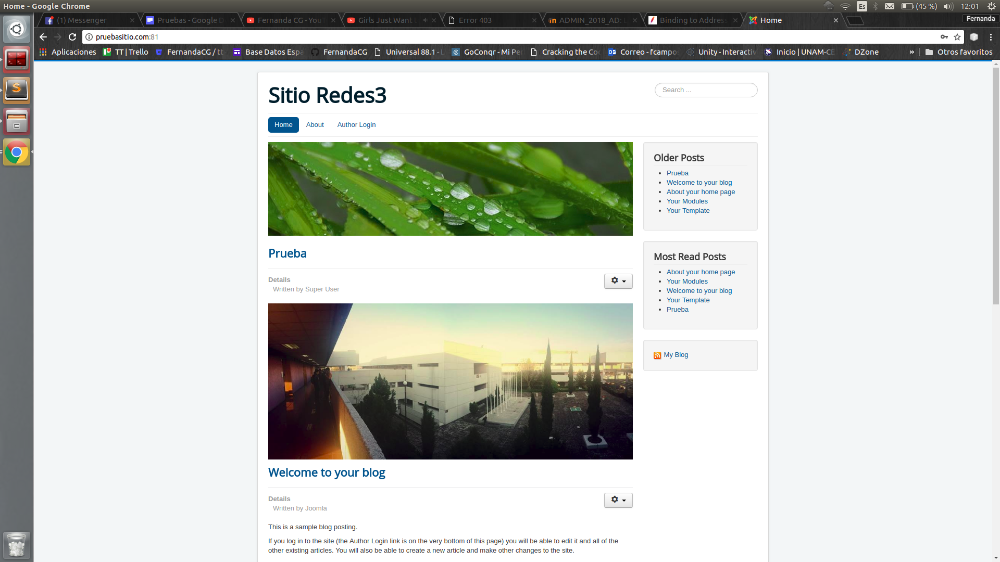 Home - Google Chrome
Es
(45 %)
12:01
(1) Messenger
Pruebas - Google D
Fernanda CG - YouT
Girls Just Want
Error 403
ADMIN_2018_AD: L
Binding to Address
Home
Fernanda
pruebasitio.com:81
Aplicaciones
TT | Trello
FernandaCG / tt
Base Datos Espa
FernandaCG
Universal 88.1 - L
GoConqr - Mi Per
Cracking the Co
Correo - fcampos
Unity - Interactiv
Inicio | UNAM-CE
DZone
»
Otros favoritos
Sitio Redes3
Search ...
Home
About
Author Login
Older Posts
Prueba
Welcome to your blog
About your home page
Your Modules
Your Template
Prueba
Details
Written by Super User
Most Read Posts
About your home page
Your Modules
Welcome to your blog
Your Template
Prueba
My Blog
Welcome to your blog
Details
Written by Joomla
This is a sample blog posting.
If you log in to the site (the Author Login link is on the very bottom of this page) you will be able to edit it and all of the
other existing articles. You will also be able to create a new article and make other changes to the site.